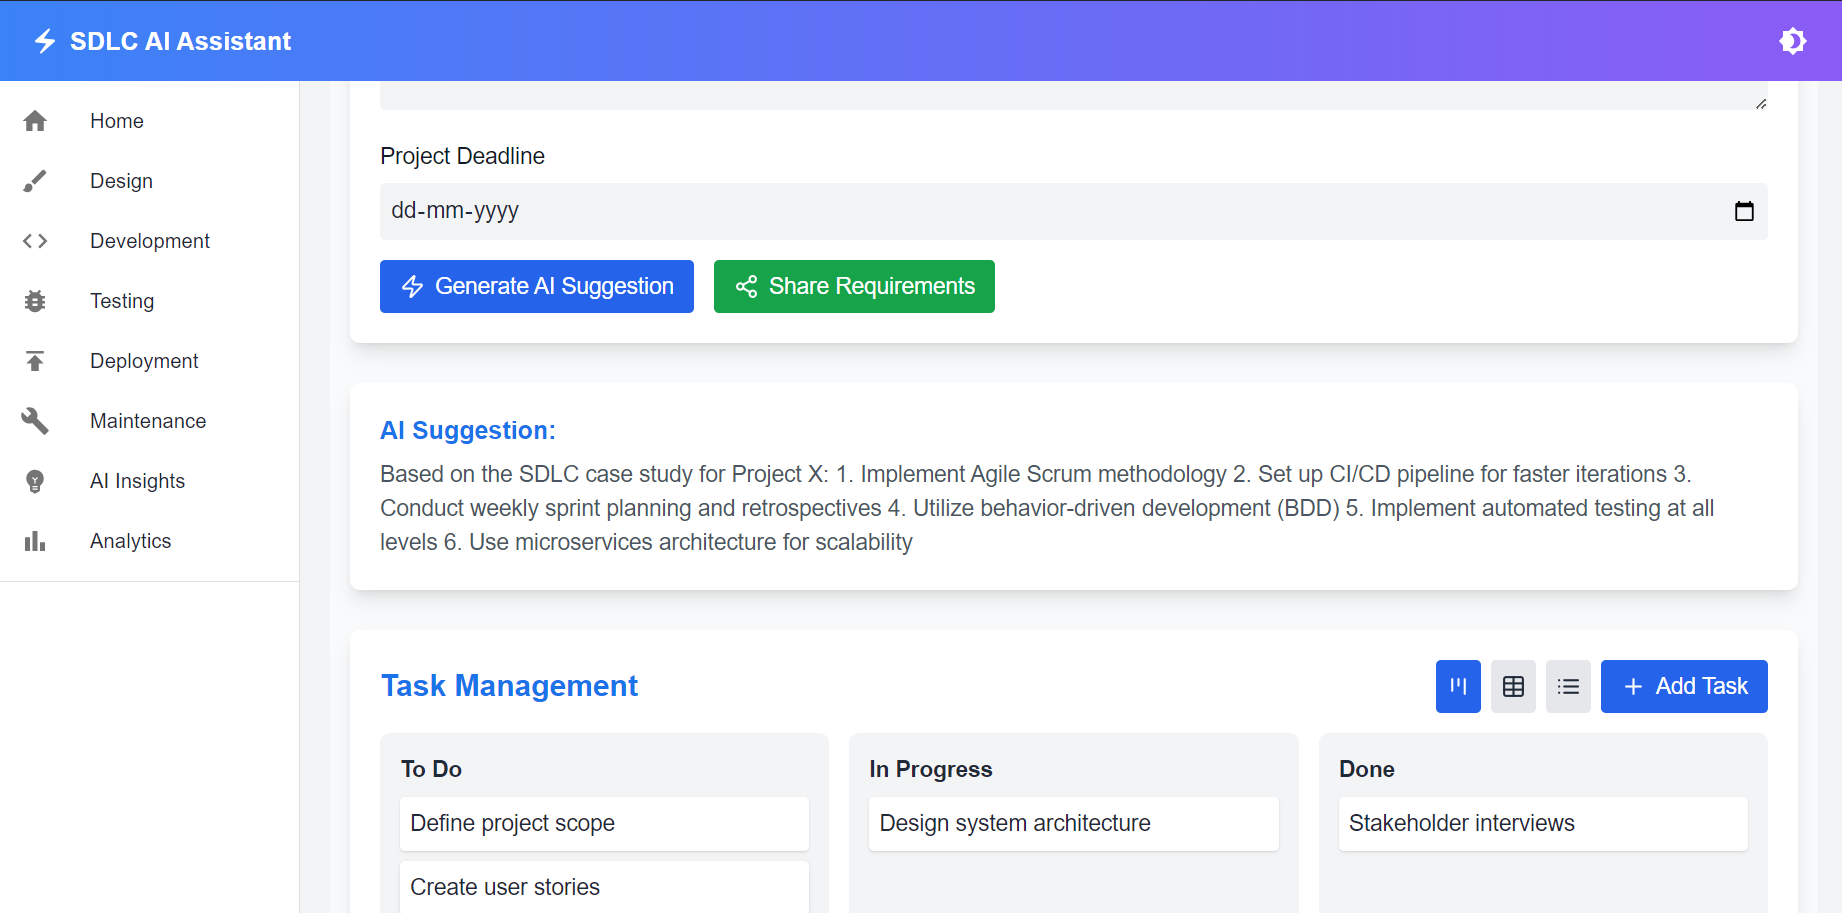 SDLC AI Assistant
Home
Design
Development
Testing
Deployment
Maintenance
AI Insights
Analytics
Project Deadline
dd-mm-yyyy
Generate AI Suggestion
Share Requirements
AI Suggestion:
Based on the SDLC case study for Project X: 1. Implement Agile Scrum methodology 2. Set up CI/CD pipeline for faster iterations 3.
Conduct weekly sprint planning and retrospectives 4. Utilize behavior-driven development (BDD) 5. Implement automated testing at all
levels 6. Use microservices architecture for scalability
Task Management
Add Task
To Do
Define project scope
Create user stories
In Progress
Design system architecture
Done
Stakeholder interviews